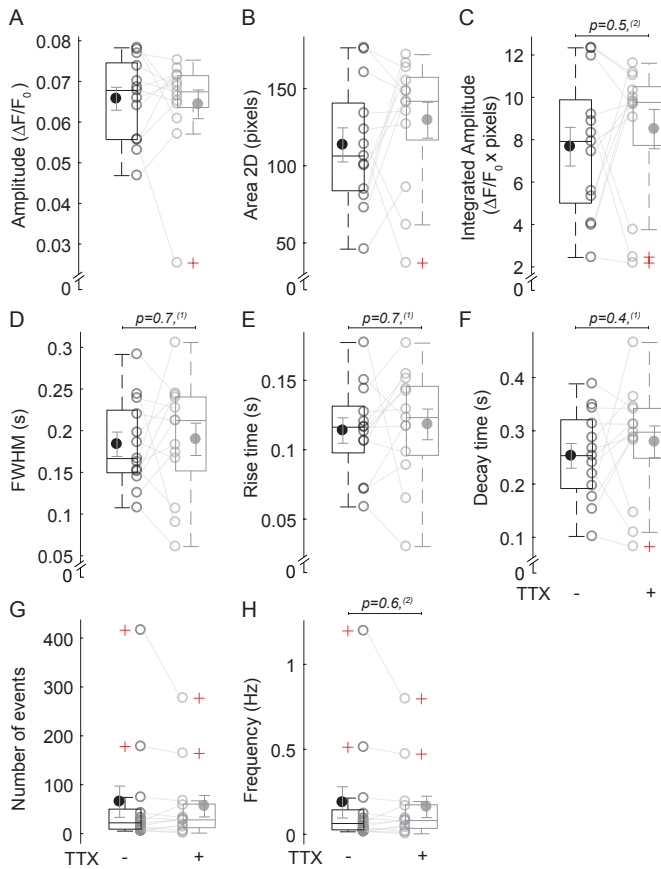 A
B
C
p=0.5,(2)
Amplitude (ΔF/F0)
0.08
0.07
0.06
0.05
0.04
0.03
0
Area 2D (pixels)
150
100
50
0
Integrated Amplitude
(ΔF/F0 x pixels)
12
10
8
6
4
2
0
D
p=0.7,(1)
E
p=0.7,(1)
F
p=0.4,(1)
FWHM (s)
0.3
0.25
0.2
0.15
0.1
0.05
0
Rise time (s)
0.15
0.1
0.05
0
Decay time (s)
0.4
0.3
0.2
0.1
0
TTX - +
G
H
p=0.6,(2)
Number of events
400
300
200
100
0
Frequency (Hz)
1
0.5
0
TTX - +
TTX - +